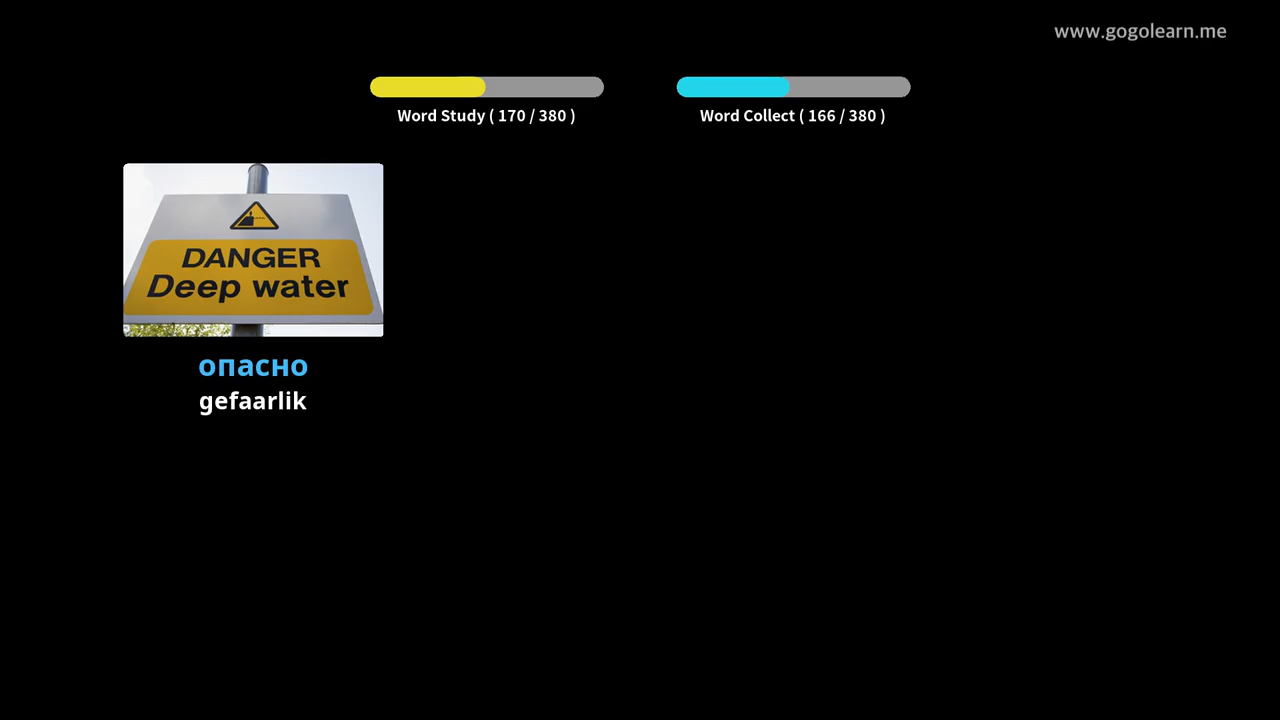 www.gogolearn.me
Word Study ( 170 / 380 )
Word Collect ( 166 / 380 )
DANGER
Deep water
опасно
gefaarlik